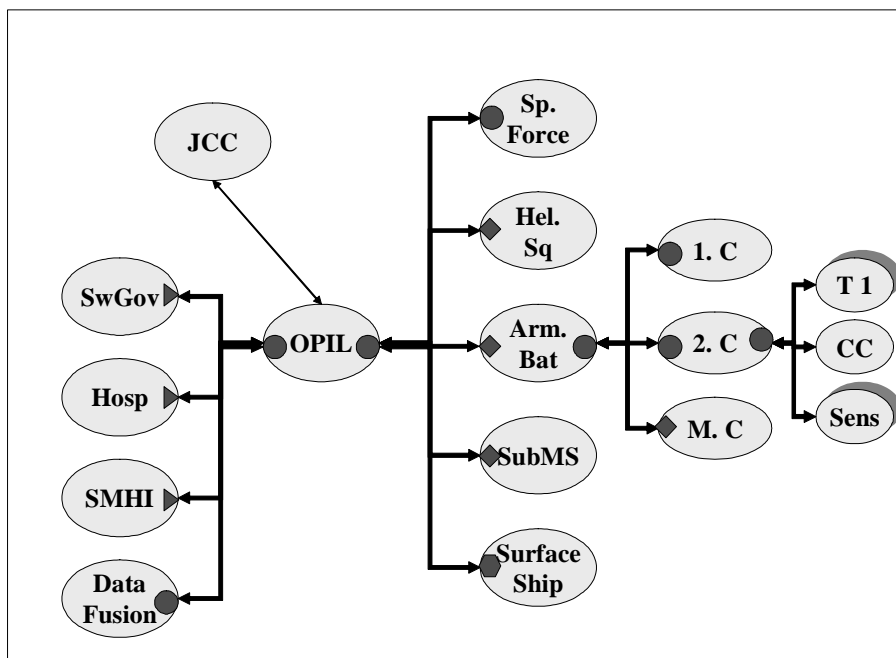 JCC
SwGov
Hosp
SMHI
Data
Fusion
OPIL
Sp.
Force
Hel.
Sq
Arm.
Bat
SubMS
Surface
Ship
1. C
2. C
M. C
T 1
CC
Sens